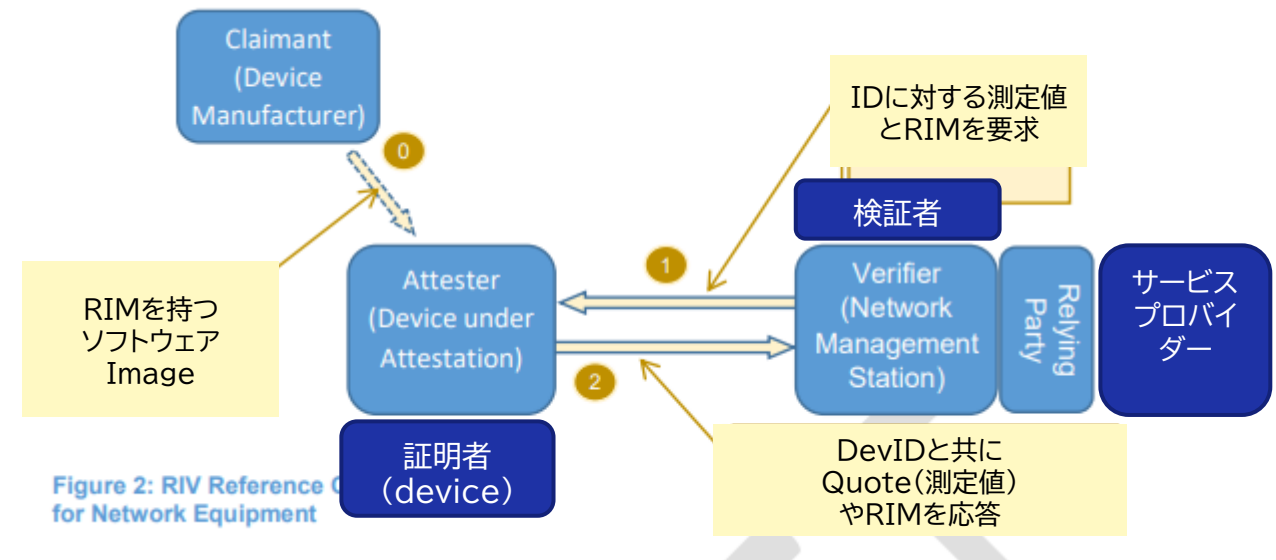 Claimant
(Device
Manufacturer)
0
IDに対する測定値
とRIMを要求
検証者
RIMを持つ
ソフトウェア
Image
Attester
(Device under
Attestation)
1
2
Verifier
(Network
Management
Station)
Relying
Party
サービス
プロバイ
ダー
証明者
(device)
DevIDと共に
Quote(測定値)
やRIMを応答
Figure 2: RIV Reference
for Network Equipment